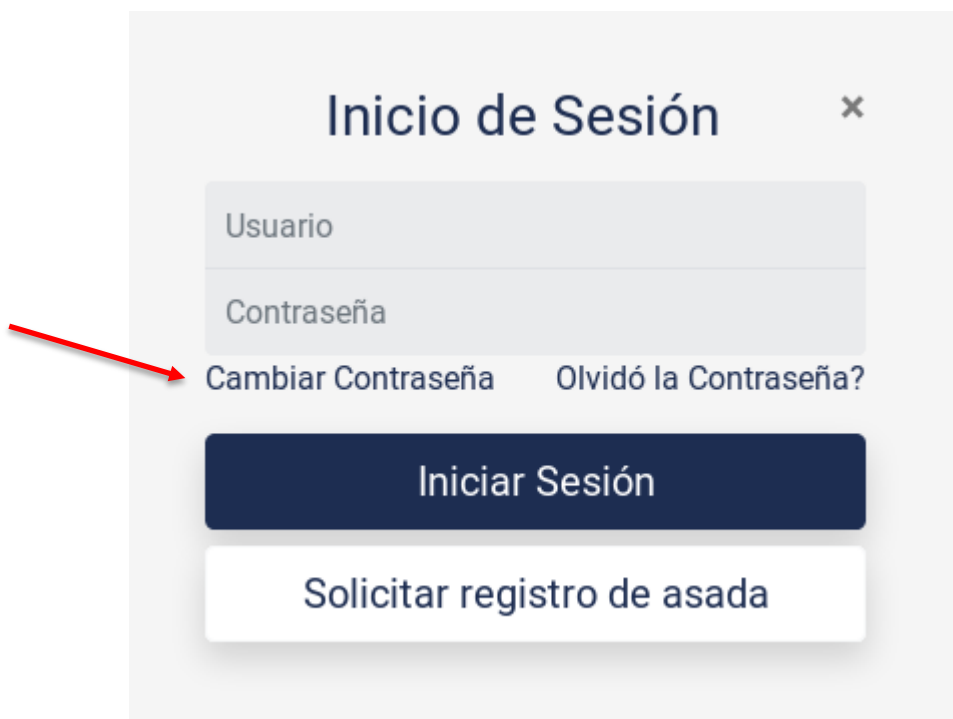 Inicio de Sesión ×
Usuario
Contraseña
Cambiar Contraseña Olvidó la Contraseña?
Iniciar Sesión
Solicitar registro de asada